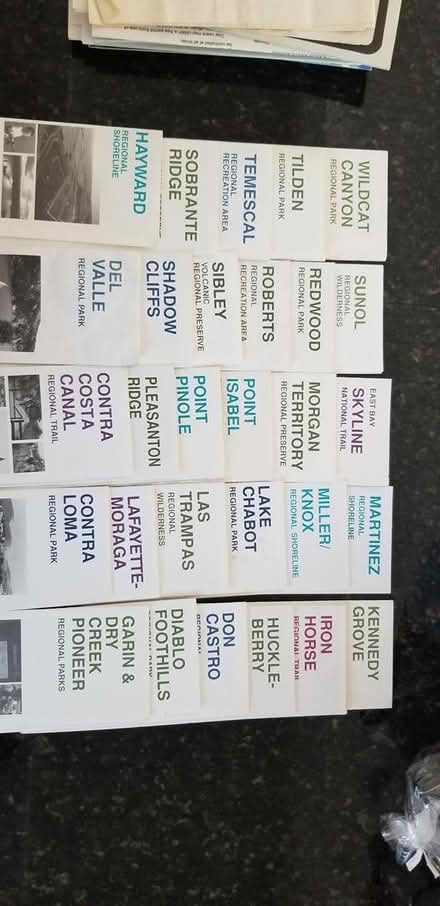 WILDCAT
CANYON
REGIONAL PARK
TILDEN
REGIONAL PARK
TEMESCAL
REGIONAL
RECREATION AREA
SOBRANTE
RIDGE
HAYWARD
REGIONAL
SHORELINE
SUNOL
REGIONAL
WILDERNESS
REDWOOD
REGIONAL PARK
ROBERTS
REGIONAL
RECREATION AREA
SIBLEY
VOLCANIC
REGIONAL PRESERVE
SHADOW
CLIFFS
DEL
VALLE
REGIONAL PARK
EAST BAY
SKYLINE
NATIONAL TRAIL
MORGAN
TERRITORY
REGIONAL PRESERVE
POINT
ISABEL
POINT
PINOLE
PLEASANTON
RIDGE
CONTRA
COSTA
CANAL
REGIONAL TRAIL
MARTINEZ
REGIONAL
SHORELINE
MILLER/
KNOX
REGIONAL SHORELINE
LAKE
CHABOT
REGIONAL PARK
LAS
TRAMPAS
REGIONAL
WILDERNESS
LAFAYETTE-
MORAGA
CONTRA
LOMA
REGIONAL PARK
KENNEDY
GROVE
IRON
HORSE
REGIONAL TRAIL
HUCKLE-
BERRY
DON
CASTRO
REGIONAL
DIABLO
FOOTHILLS
REGIONAL PARK
GARIN &
DRY
CREEK
PIONEER
REGIONAL PARKS